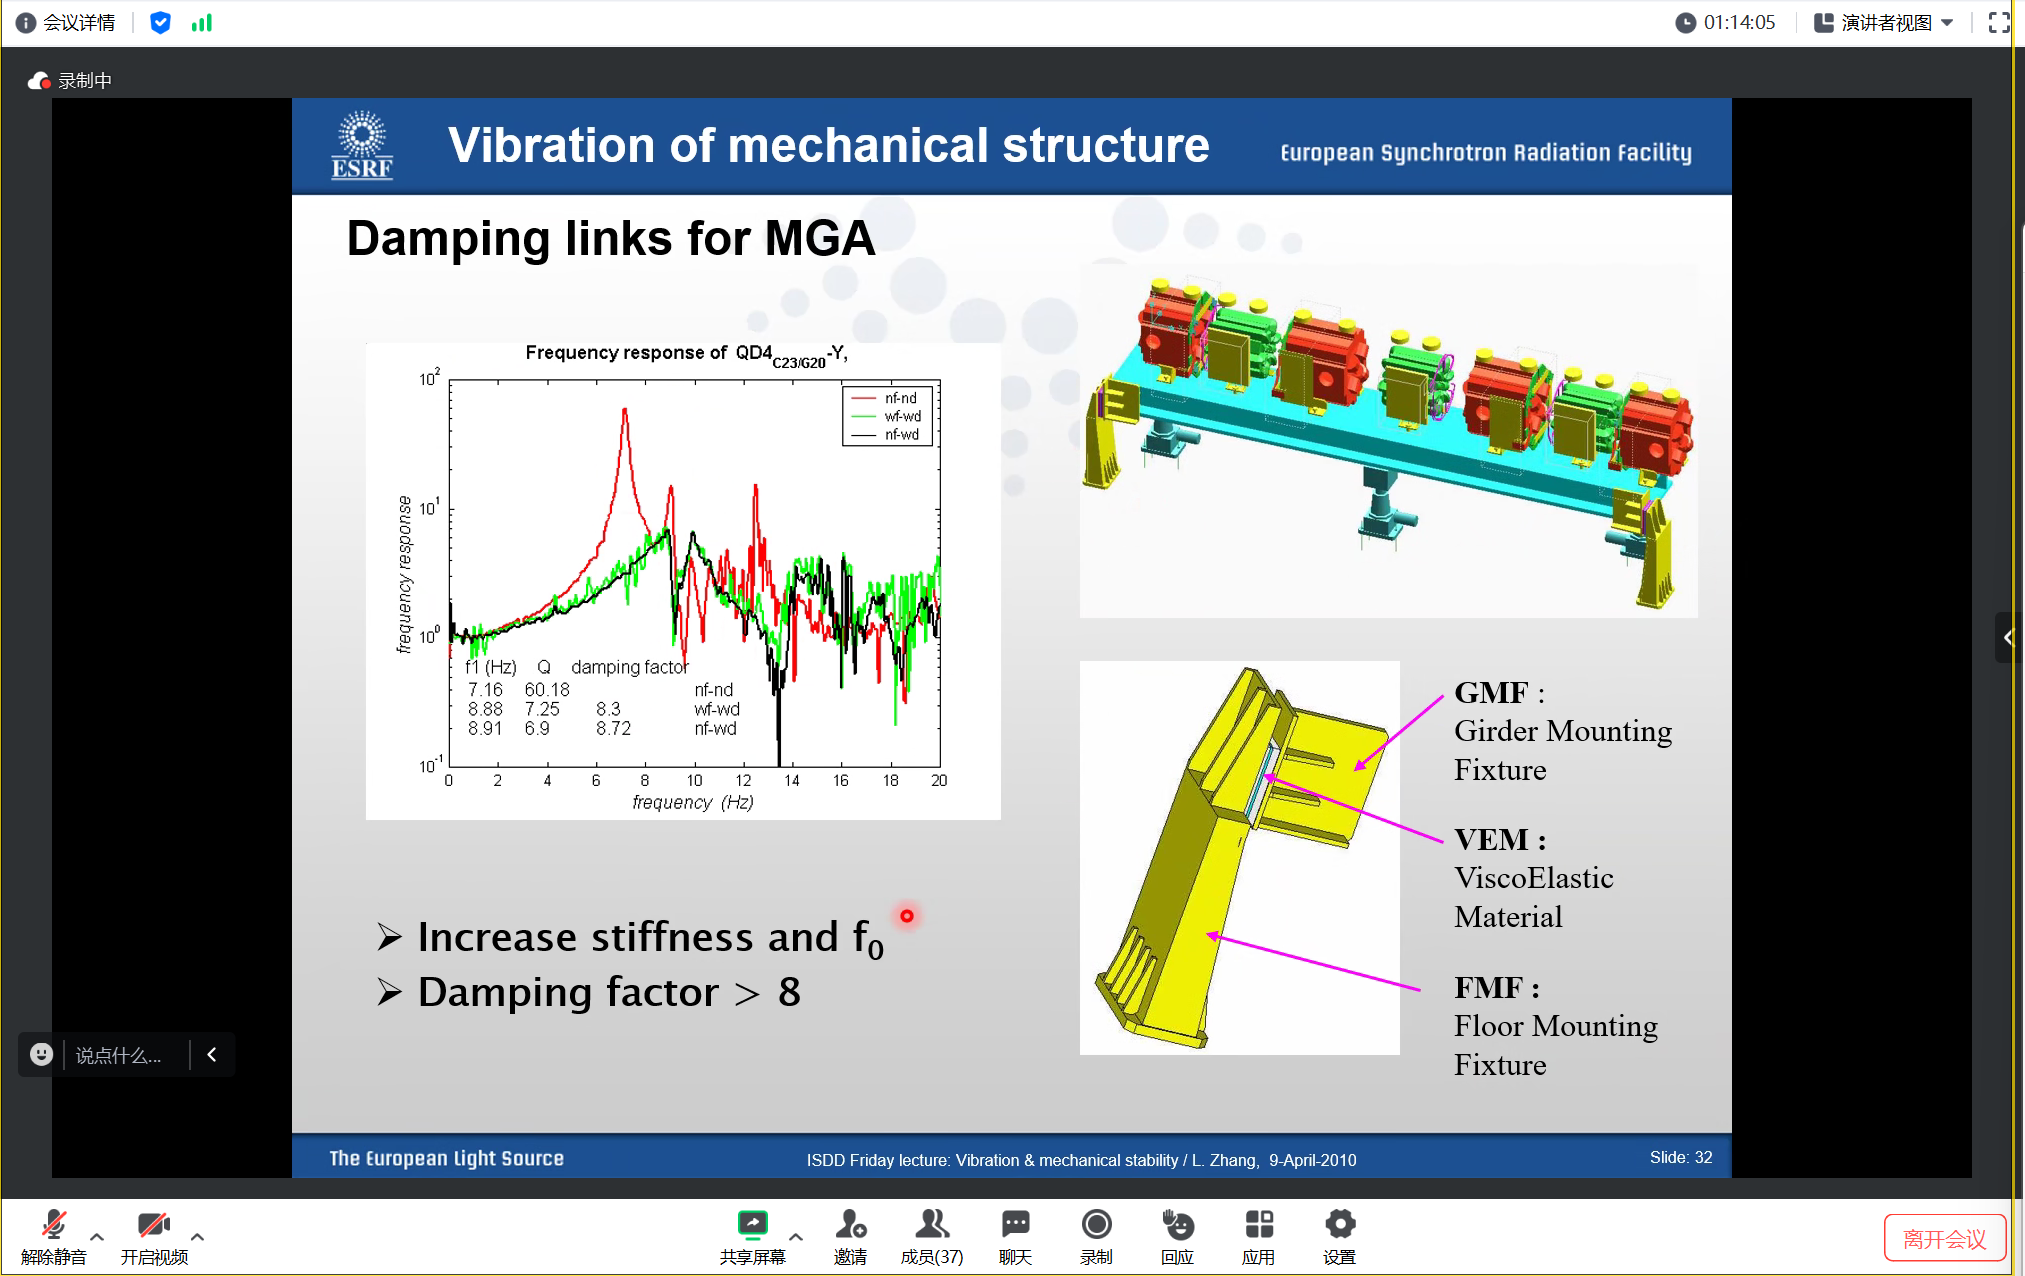 会议详情
01:14:05
演讲者视图
录制中
ESRF
Vibration of mechanical structure
European Synchrotron Radiation Facility
Damping links for MGA
Frequency response of QD4C23/G20-Y,
nf-nd
wf-wd
nf-wd
frequency response
10^2
10^1
10^0
10^-1
f1 (Hz) Q damping factor
7.16 60.18 nf-nd
8.88 7.25 8.3 wf-wd
8.91 6.9 8.72 nf-wd
0 2 4 6 8 10 12 14 16 18 20
frequency (Hz)
GMF :
Girder Mounting
Fixture
VEM :
ViscoElastic
Material
FMF :
Floor Mounting
Fixture
➢ Increase stiffness and f0
➢ Damping factor > 8
说点什么...
The European Light Source
ISDD Friday lecture: Vibration & mechanical stability / L. Zhang, 9-April-2010
Slide: 32
解除静音
开启视频
共享屏幕
邀请
成员(37)
聊天
录制
回应
应用
设置
离开会议